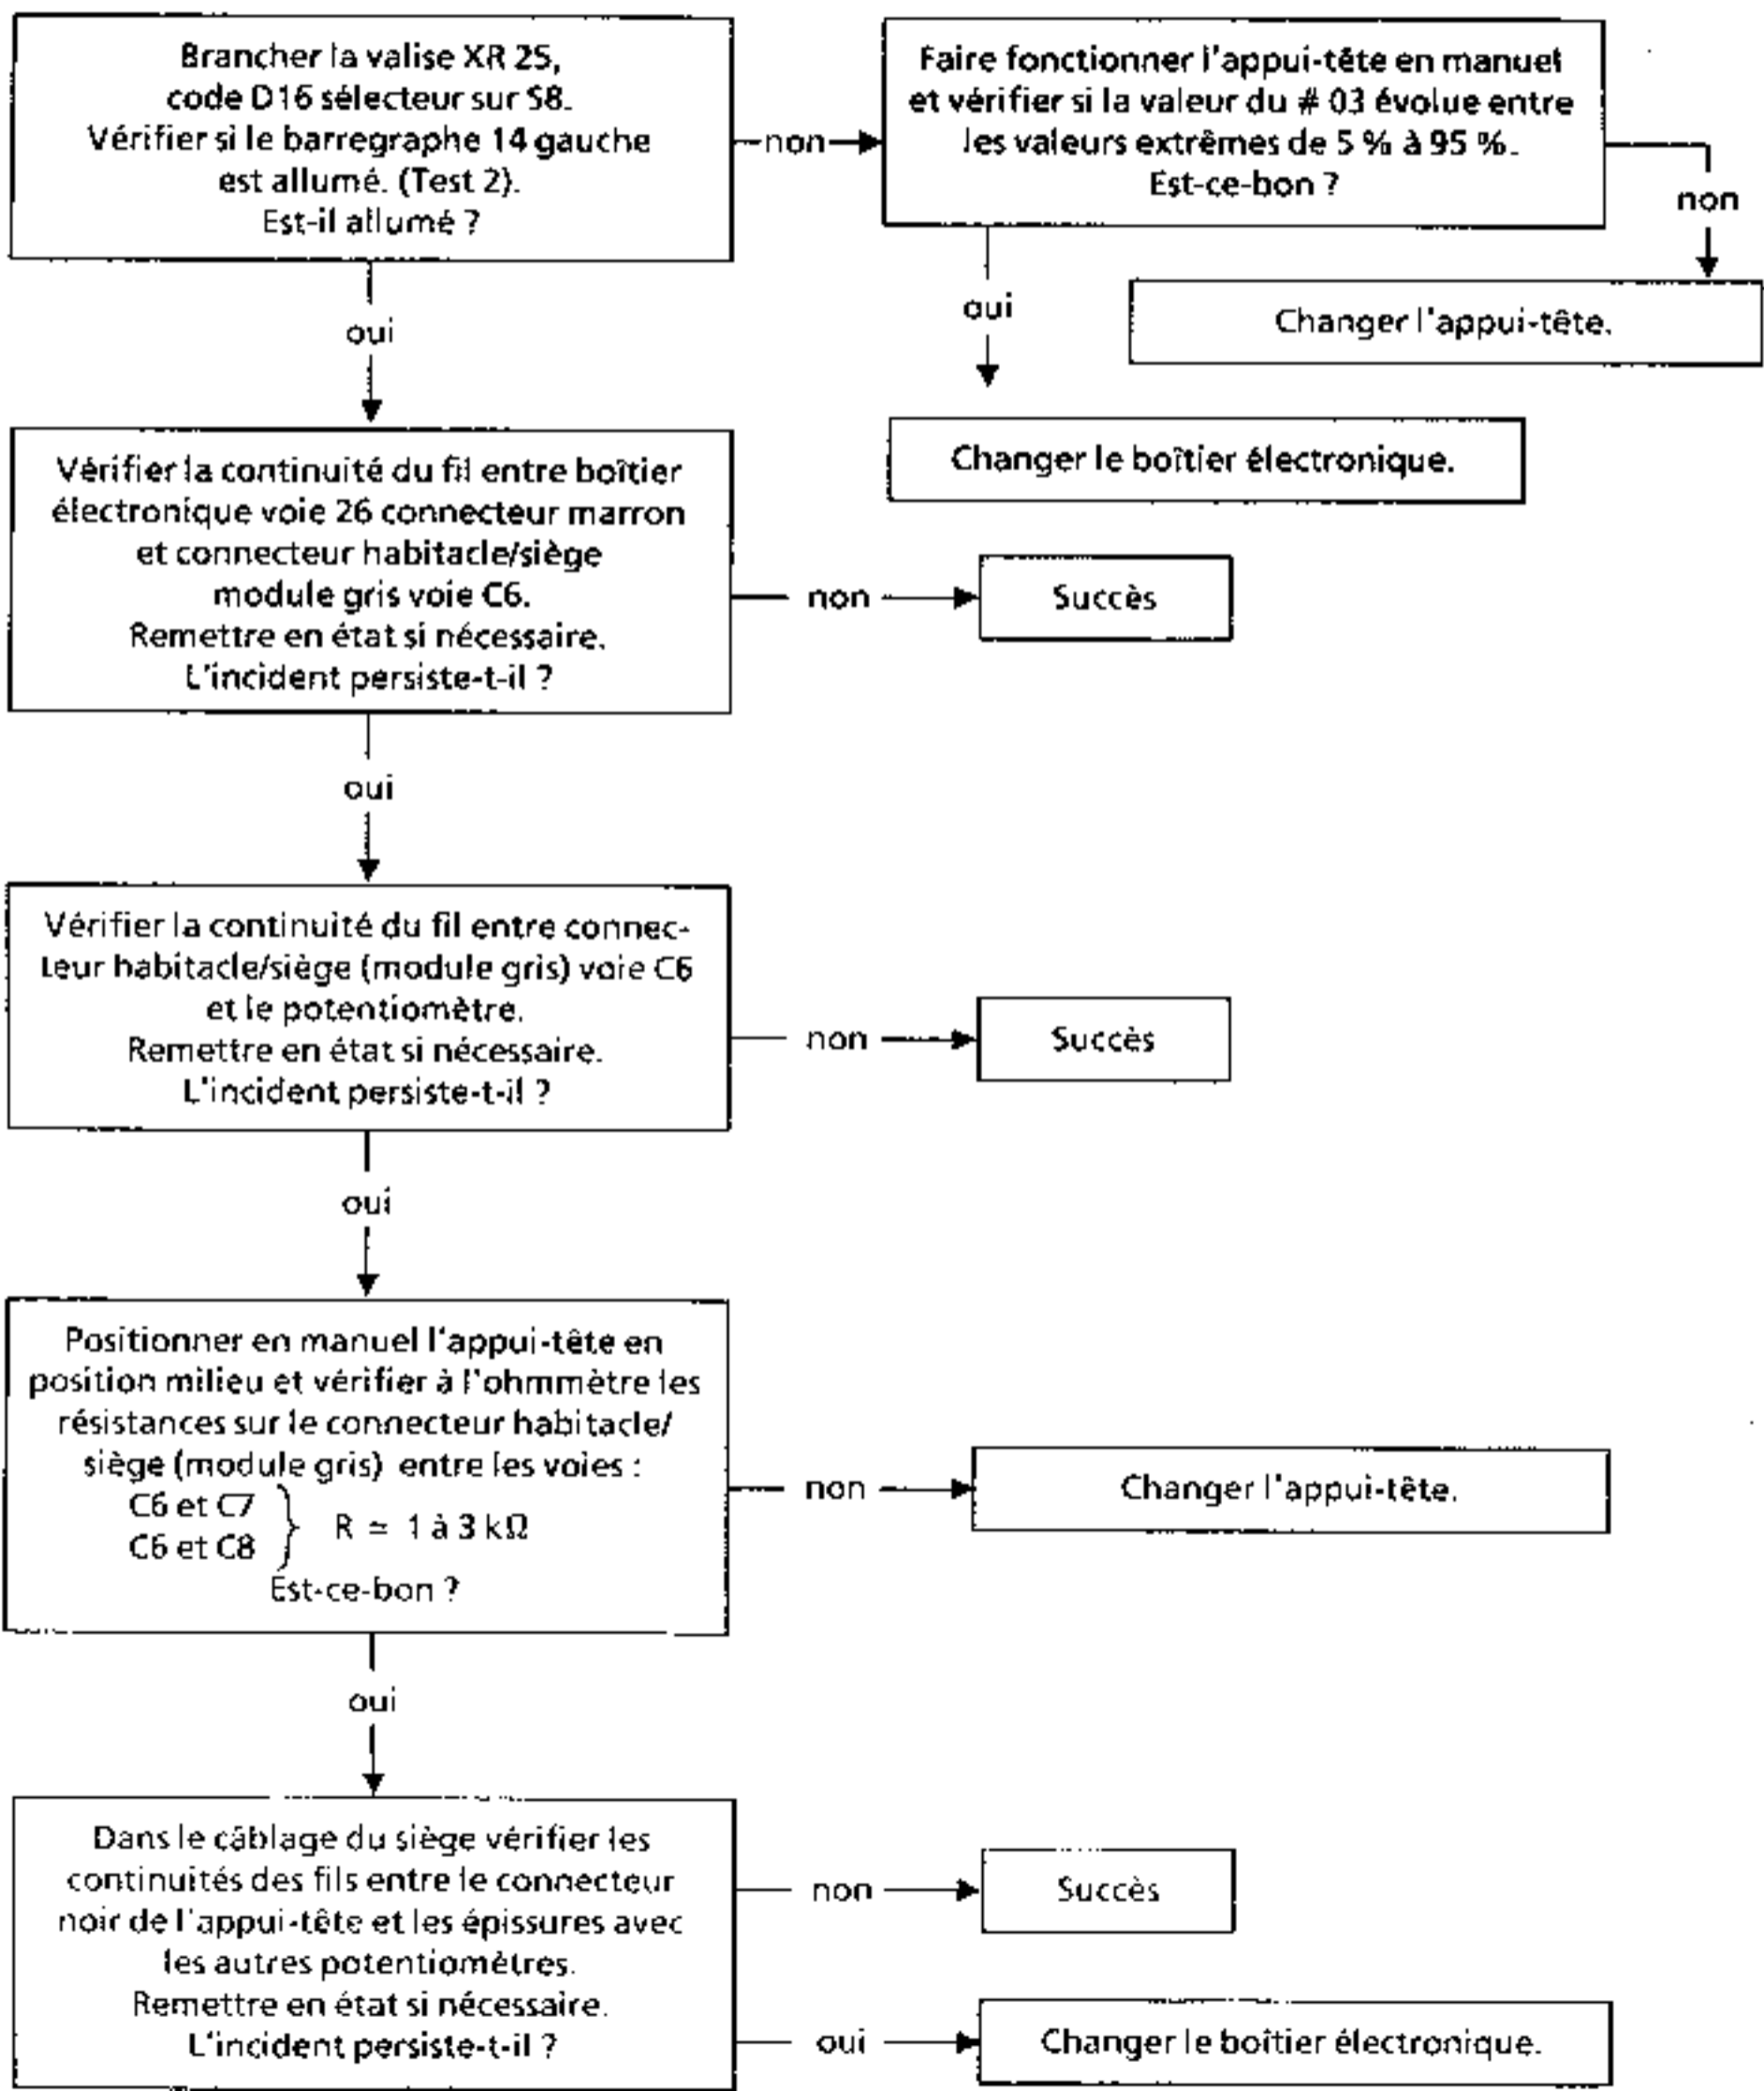 Brancher la valise XR 25,
code D16 sélecteur sur S8.
Vérifier si le barregraphe 14 gauche
est allumé. (Test 2).
Est-il allumé ?
non
Faire fonctionner l'appui-tête en manuel
et vérifier si la valeur du # 03 évolue entre
les valeurs extrêmes de 5 % à 95 %.
Est-ce-bon ?
non
oui
Changer l'appui-tête.
oui
Changer le boîtier électronique.
Vérifier la continuité du fil entre boîtier
électronique voie 26 connecteur marron
et connecteur habitacle/siège
module gris voie C6.
Remettre en état si nécessaire.
L'incident persiste-t-il ?
non
Succès
oui
Vérifier la continuité du fil entre connec-
teur habitacle/siège (module gris) voie C6
et le potentiomètre.
Remettre en état si nécessaire.
L'incident persiste-t-il ?
non
Succès
oui
Positionner en manuel l'appui-tête en
position milieu et vérifier à l'ohmmètre les
résistances sur le connecteur habitacle/
siège (module gris) entre les voies :
C6 et C7
C6 et C8
R ≃ 1 à 3 kΩ
Est-ce-bon ?
non
Changer l'appui-tête.
oui
Dans le câblage du siège vérifier les
continuités des fils entre le connecteur
noir de l'appui-tête et les épissures avec
les autres potentiomètres.
Remettre en état si nécessaire.
L'incident persiste-t-il ?
non
Succès
oui
Changer le boîtier électronique.